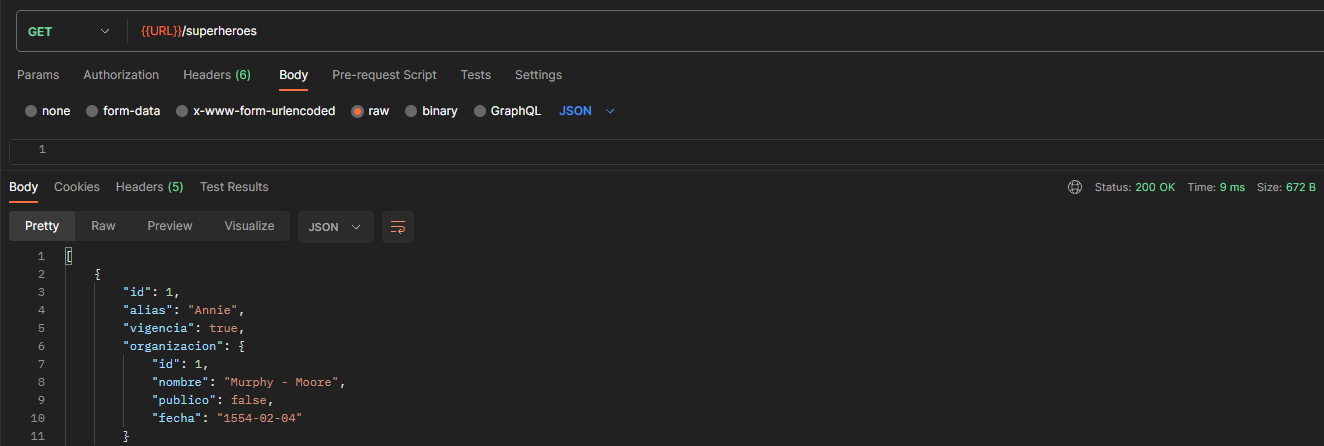 GET {{URL}}/superheroes
Params Authorization Headers (6) Body Pre-request Script Tests Settings
none form-data x-www-form-urlencoded raw binary GraphQL JSON
1
Body Cookies Headers (5) Test Results Status: 200 OK Time: 9 ms Size: 672 B
Pretty Raw Preview Visualize JSON
1 [
2 {
3 "id": 1,
4 "alias": "Annie",
5 "vigencia": true,
6 "organizacion": {
7 "id": 1,
8 "nombre": "Murphy - Moore",
9 "publico": false,
10 "fecha": "1554-02-04"
11 }